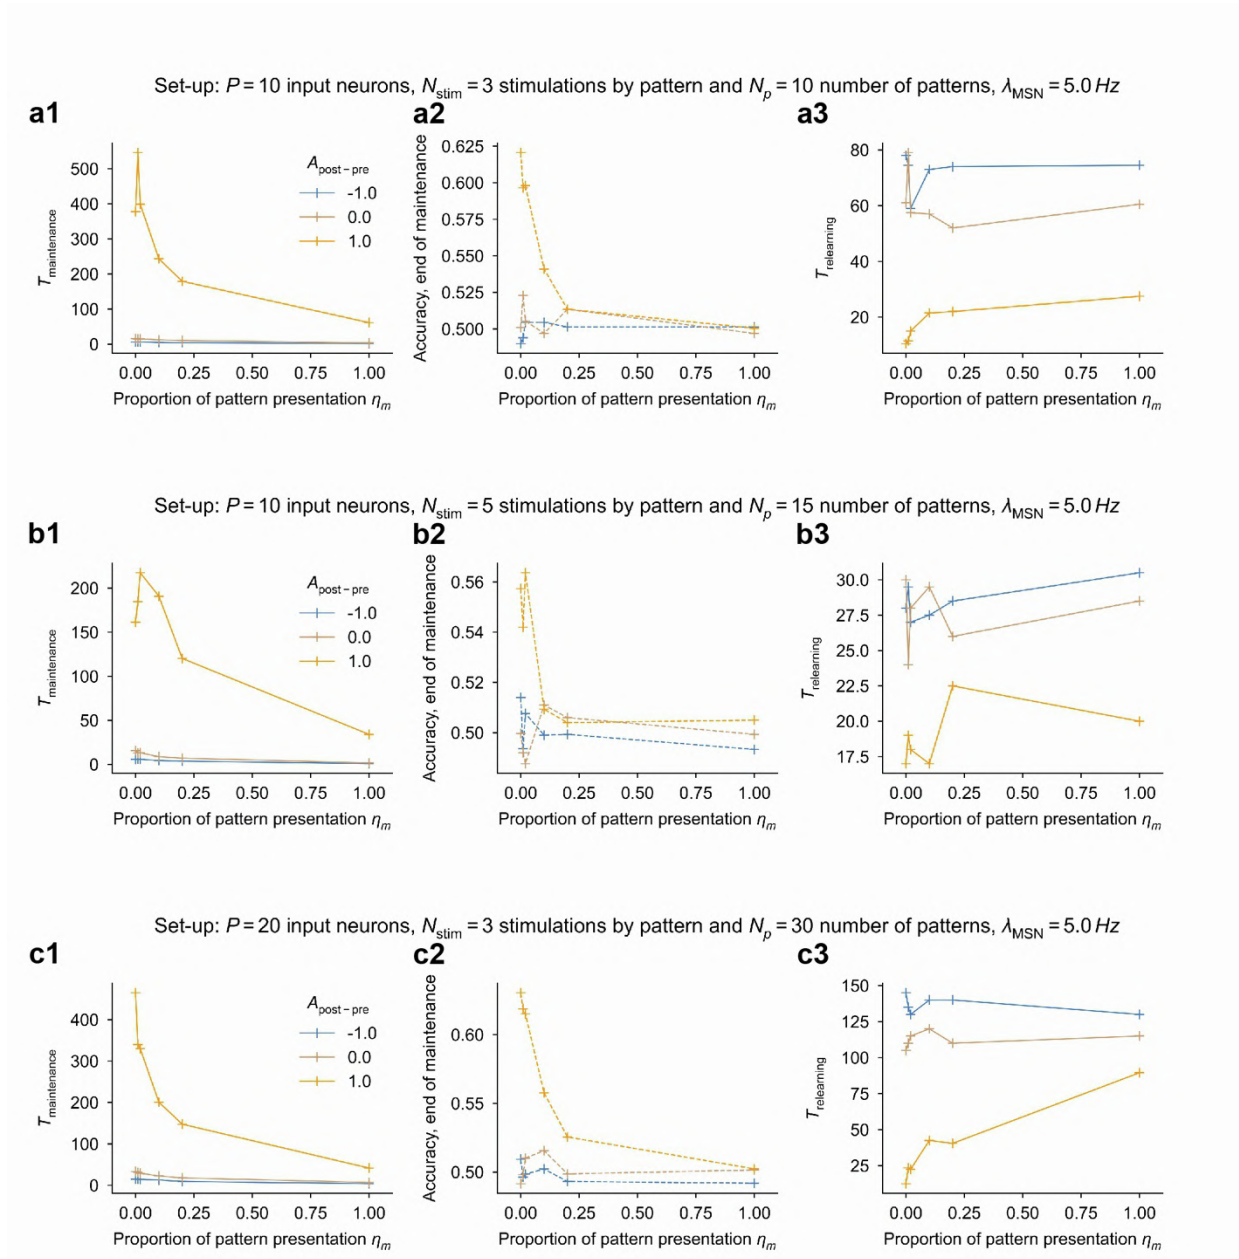 Set-up: P = 10 input neurons, N_stim = 3 stimulations by pattern and N_p = 10 number of patterns, λ_MSN = 5.0 Hz
a1
T_maintenance
500
400
300
200
100
0
A_post−pre
-1.0
0.0
1.0
0.00 0.25 0.50 0.75 1.00
Proportion of pattern presentation η_m
a2
Accuracy, end of maintenance
0.625
0.600
0.575
0.550
0.525
0.500
0.00 0.25 0.50 0.75 1.00
Proportion of pattern presentation η_m
a3
T_relearning
80
60
40
20
0.00 0.25 0.50 0.75 1.00
Proportion of pattern presentation η_m
Set-up: P = 10 input neurons, N_stim = 5 stimulations by pattern and N_p = 15 number of patterns, λ_MSN = 5.0 Hz
b1
T_maintenance
200
150
100
50
0
A_post−pre
-1.0
0.0
1.0
0.00 0.25 0.50 0.75 1.00
Proportion of pattern presentation η_m
b2
Accuracy, end of maintenance
0.56
0.54
0.52
0.50
0.00 0.25 0.50 0.75 1.00
Proportion of pattern presentation η_m
b3
T_relearning
30.0
27.5
25.0
22.5
20.0
17.5
0.00 0.25 0.50 0.75 1.00
Proportion of pattern presentation η_m
Set-up: P = 20 input neurons, N_stim = 3 stimulations by pattern and N_p = 30 number of patterns, λ_MSN = 5.0 Hz
c1
T_maintenance
400
300
200
100
0
A_post−pre
-1.0
0.0
1.0
0.00 0.25 0.50 0.75 1.00
Proportion of pattern presentation η_m
c2
Accuracy, end of maintenance
0.60
0.55
0.50
0.00 0.25 0.50 0.75 1.00
Proportion of pattern presentation η_m
c3
T_relearning
150
125
100
75
50
25
0.00 0.25 0.50 0.75 1.00
Proportion of pattern presentation η_m